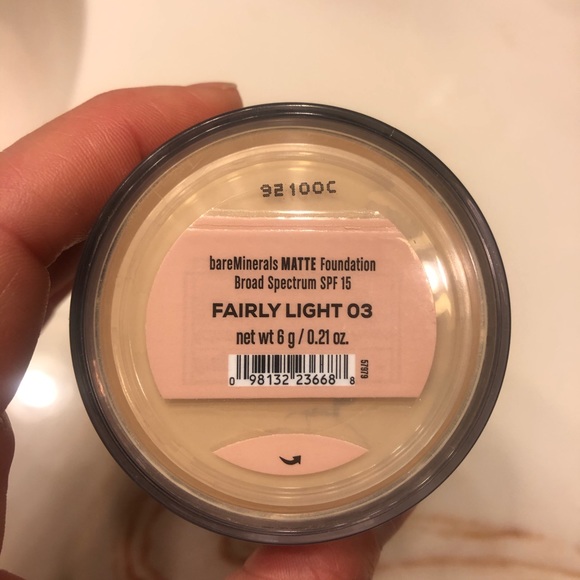 bareMinerals MATTE Foundation
Broad Spectrum SPF 15
FAIRLY LIGHT 03
net wt 6 g / 0.21 oz.
0 98132 23668 8
57979